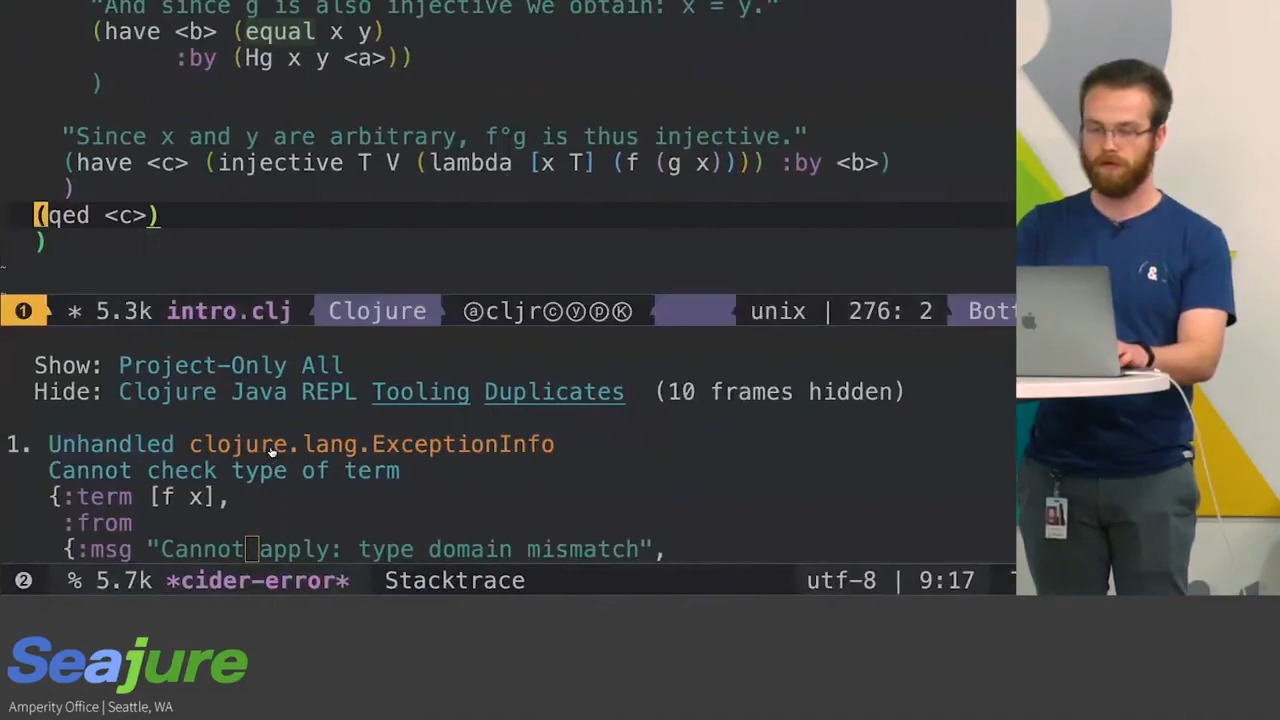 "And since g is also injective we obtain: x = y."
(have <b> (equal x y)
:by (Hg x y <a>))
)
"Since x and y are arbitrary, f°g is thus injective."
(have <c> (injective T V (lambda [x T] (f (g x)))) :by <b>)
)
(qed <c>)
)
~
❶ * 5.3k intro.clj Clojure ⓐcljrⓒⓨⓟⓀ unix | 276: 2 Bott
Show: Project-Only All
Hide: Clojure Java REPL Tooling Duplicates (10 frames hidden)
1. Unhandled clojure.lang.ExceptionInfo
Cannot check type of term
{:term [f x],
:from
{:msg "Cannot apply: type domain mismatch",
❷ % 5.7k *cider-error* Stacktrace utf-8 | 9:17
&
Seajure
Amperity Office | Seattle, WA